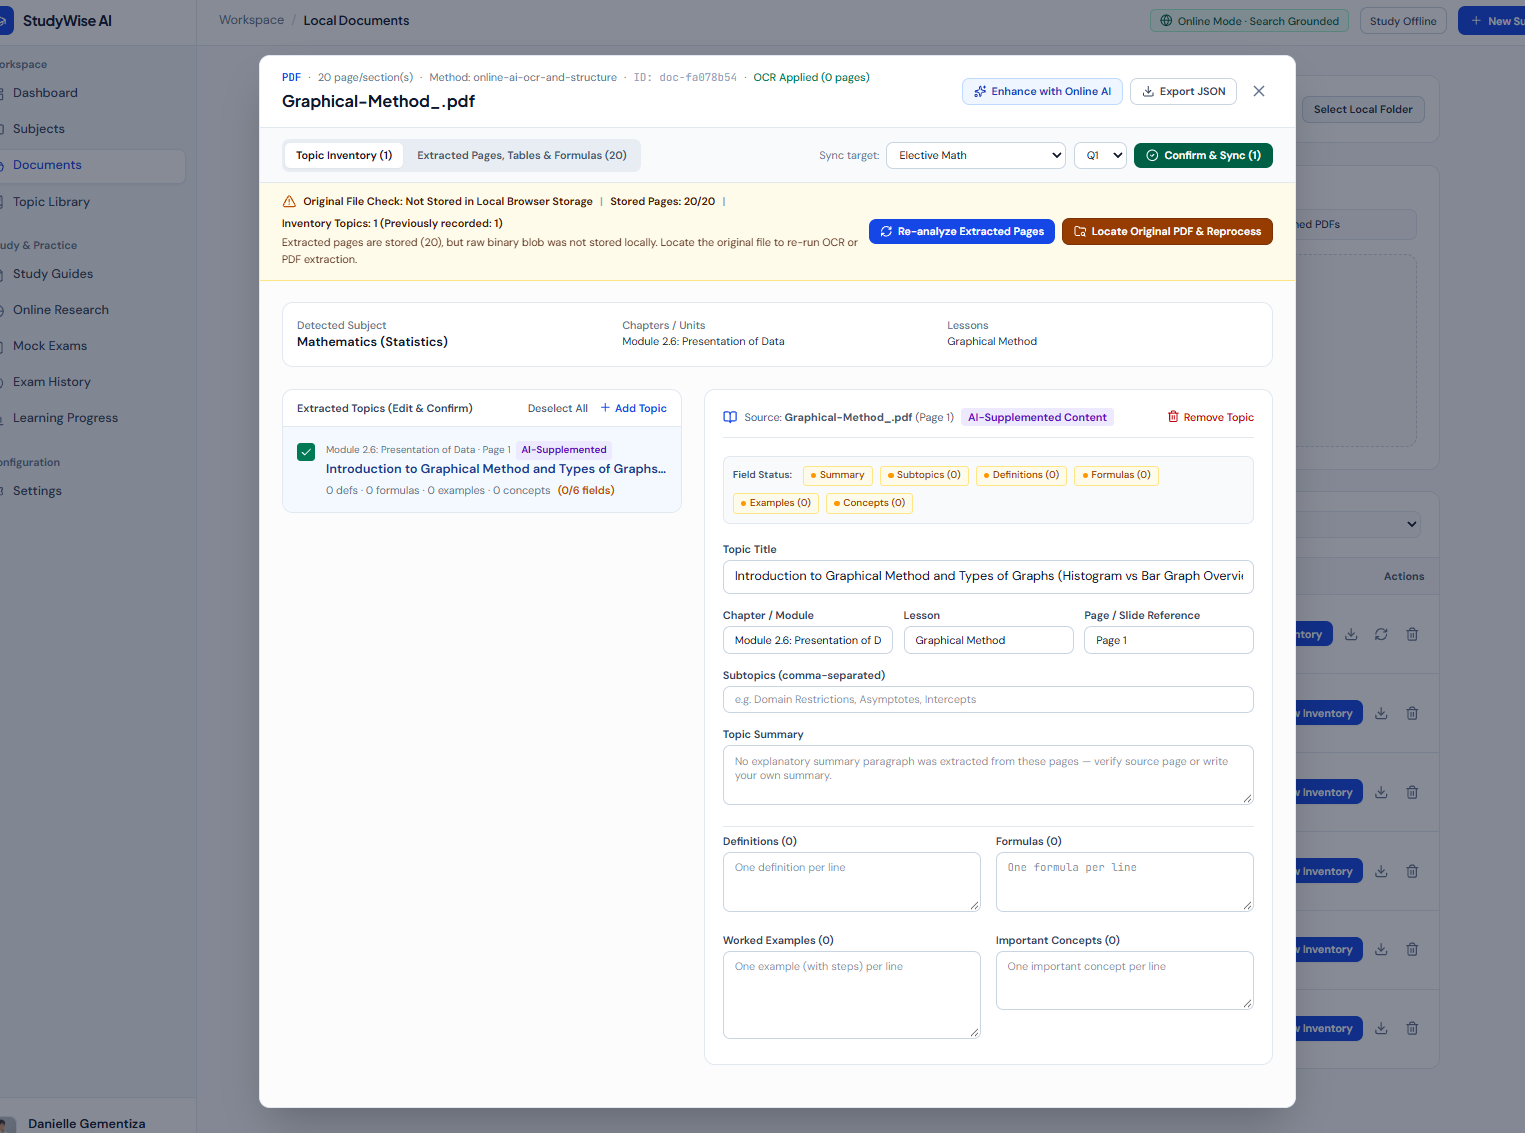 StudyWise AI
Workspace / Local Documents
Online Mode · Search Grounded
Study Offline
+ New Su
orkspace
Dashboard
Subjects
Documents
Topic Library
udy & Practice
Study Guides
Online Research
Mock Exams
Exam History
Learning Progress
onfiguration
Settings
Danielle Gementiza
Select Local Folder
ned PDFs
Actions
ntory
w Inventory
w Inventory
w Inventory
w Inventory
w Inventory
PDF · 20 page/section(s) · Method: online-ai-ocr-and-structure · ID: doc-fa078b54 · OCR Applied (0 pages)
Graphical-Method_.pdf
Enhance with Online AI
Export JSON
Topic Inventory (1)
Extracted Pages, Tables & Formulas (20)
Sync target:
Elective Math
Q1
Confirm & Sync (1)
Original File Check: Not Stored in Local Browser Storage | Stored Pages: 20/20 |
Inventory Topics: 1 (Previously recorded: 1)
Extracted pages are stored (20), but raw binary blob was not stored locally. Locate the original file to re-run OCR or
PDF extraction.
Re-analyze Extracted Pages
Locate Original PDF & Reprocess
Detected Subject
Mathematics (Statistics)
Chapters / Units
Module 2.6: Presentation of Data
Lessons
Graphical Method
Extracted Topics (Edit & Confirm)
Deselect All
+ Add Topic
Module 2.6: Presentation of Data · Page 1 AI-Supplemented
Introduction to Graphical Method and Types of Graphs...
0 defs · 0 formulas · 0 examples · 0 concepts (0/6 fields)
Source: Graphical-Method_.pdf (Page 1) AI-Supplemented Content
Remove Topic
Field Status:
Summary
Subtopics (0)
Definitions (0)
Formulas (0)
Examples (0)
Concepts (0)
Topic Title
Introduction to Graphical Method and Types of Graphs (Histogram vs Bar Graph Overvi
Chapter / Module
Module 2.6: Presentation of D
Lesson
Graphical Method
Page / Slide Reference
Page 1
Subtopics (comma-separated)
e.g. Domain Restrictions, Asymptotes, Intercepts
Topic Summary
No explanatory summary paragraph was extracted from these pages — verify source page or write
your own summary.
Definitions (0)
One definition per line
Formulas (0)
One formula per line
Worked Examples (0)
One example (with steps) per line
Important Concepts (0)
One important concept per line